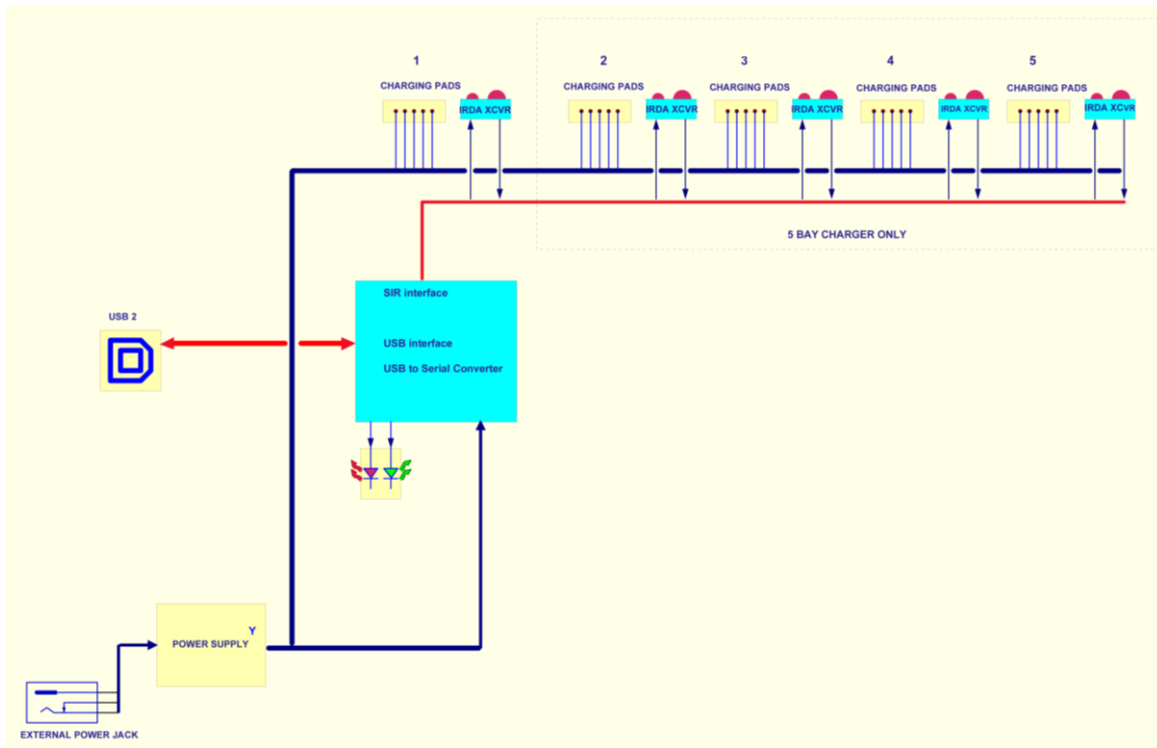 1
2
3
4
5
CHARGING PADS
CHARGING PADS
CHARGING PADS
CHARGING PADS
CHARGING PADS
IRDA XCVR
IRDA XCVR
IRDA XCVR
IRDA XCVR
IRDA XCVR
5 BAY CHARGER ONLY
SIR interface
USB 2
USB interface
USB to Serial Converter
Y
POWER SUPPLY
EXTERNAL POWER JACK